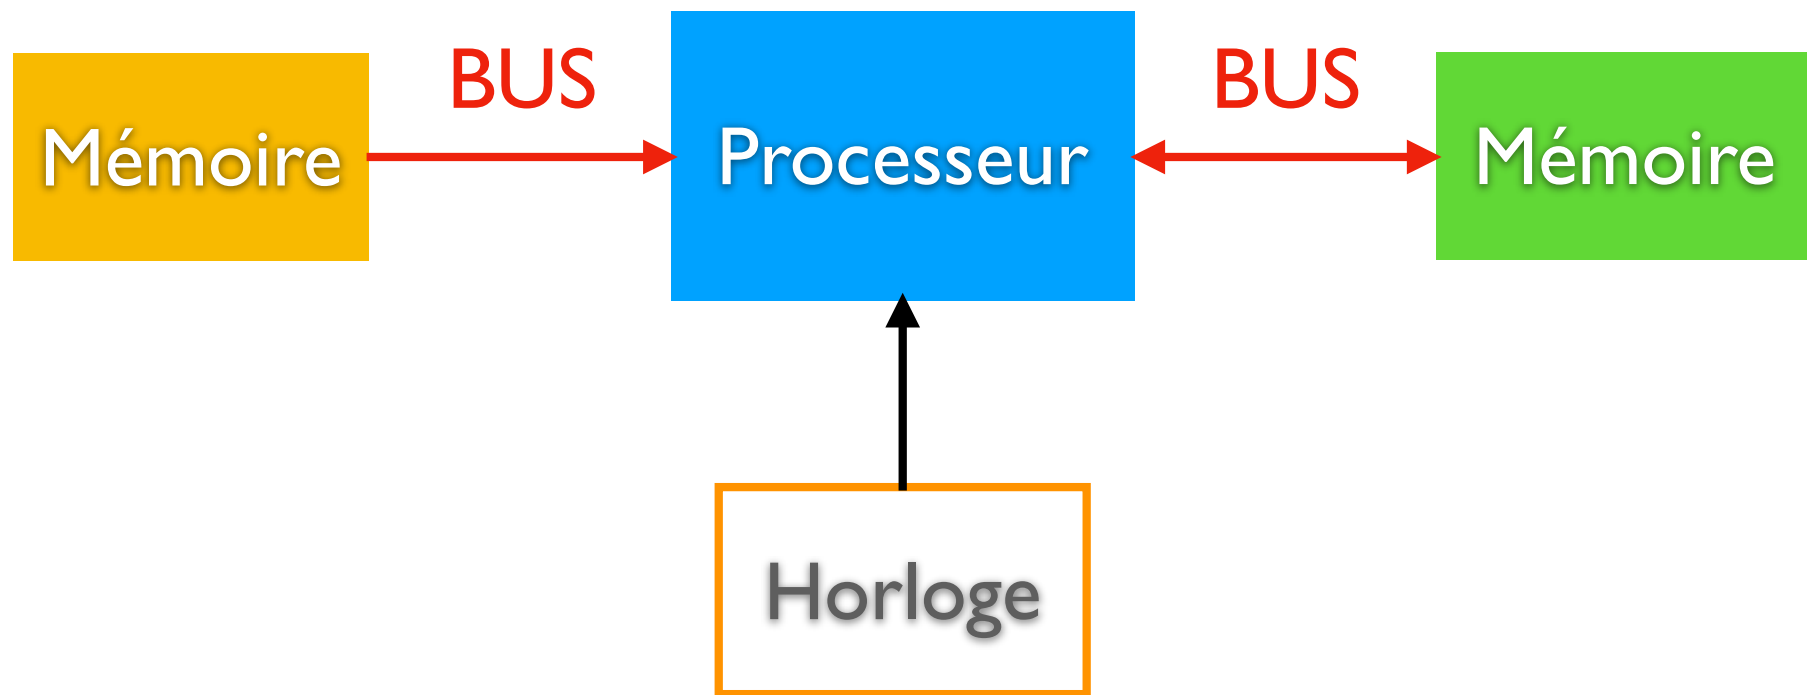 BUS
BUS
Mémoire
Processeur
Mémoire
Horloge